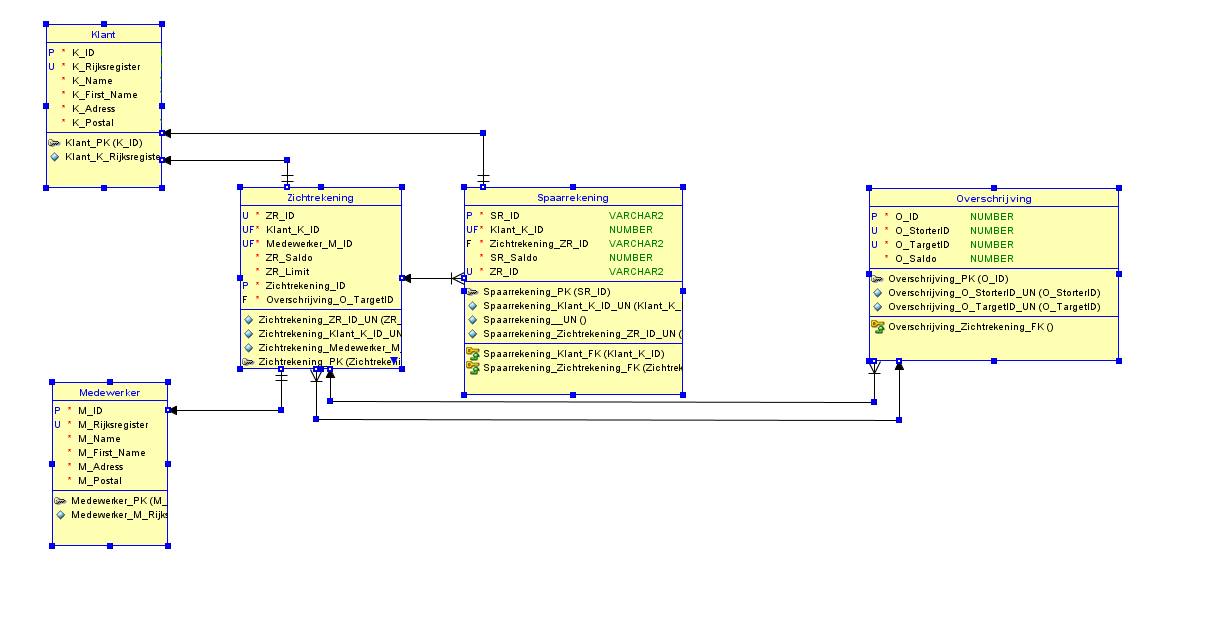 Klant
P * K_ID
U * K_Rijksregister
* K_Name
* K_First_Name
* K_Adress
* K_Postal
Klant_PK (K_ID)
Klant_K_Rijksregiste
Zichtrekening
U * ZR_ID
UF* Klant_K_ID
UF* Medewerker_M_ID
* ZR_Saldo
* ZR_Limit
P * Zichtrekening_ID
F * Overschrijving_O_TargetID
Zichtrekening_ZR_ID_UN (ZR_
Zichtrekening_Klant_K_ID_UN
Zichtrekening_Medewerker_M_
Zichtrekening_PK (Zichtrekeni
Spaarrekening
P * SR_ID VARCHAR2
UF* Klant_K_ID NUMBER
F * Zichtrekening_ZR_ID VARCHAR2
* SR_Saldo NUMBER
U * ZR_ID VARCHAR2
Spaarrekening_PK (SR_ID)
Spaarrekening_Klant_K_ID_UN (Klant_K_
Spaarrekening__UN ()
Spaarrekening_Zichtrekening_ZR_ID_UN (
Spaarrekening_Klant_FK (Klant_K_ID)
Spaarrekening_Zichtrekening_FK (Zichtrek
Overschrijving
P * O_ID NUMBER
U * O_StorterID NUMBER
U * O_TargetID NUMBER
* O_Saldo NUMBER
Overschrijving_PK (O_ID)
Overschrijving_O_StorterID_UN (O_StorterID)
Overschrijving_O_TargetID_UN (O_TargetID)
Overschrijving_Zichtrekening_FK ()
Medewerker
P * M_ID
U * M_Rijksregister
* M_Name
* M_First_Name
* M_Adress
* M_Postal
Medewerker_PK (M_
Medewerker_M_Rijks